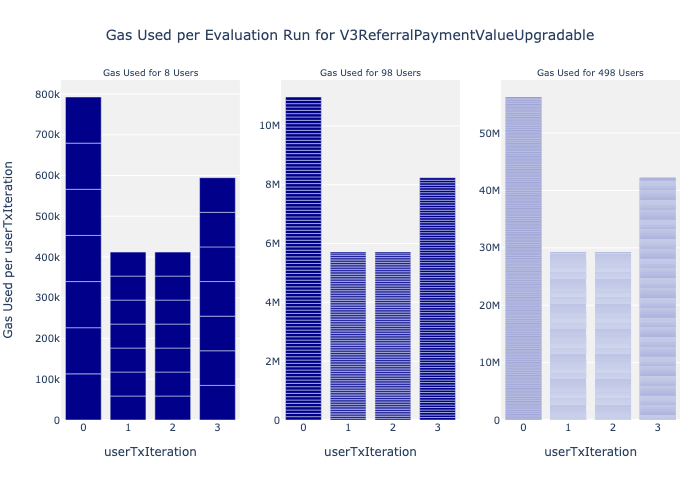 Gas Used per Evaluation Run for V3ReferralPaymentValueUpgradable
Gas Used for 8 Users
Gas Used for 98 Users
Gas Used for 498 Users
Gas Used per userTxIteration
800k
700k
600k
500k
400k
300k
200k
100k
0
0 1 2 3
userTxIteration
10M
8M
6M
4M
2M
0
0 1 2 3
userTxIteration
50M
40M
30M
20M
10M
0
0 1 2 3
userTxIteration